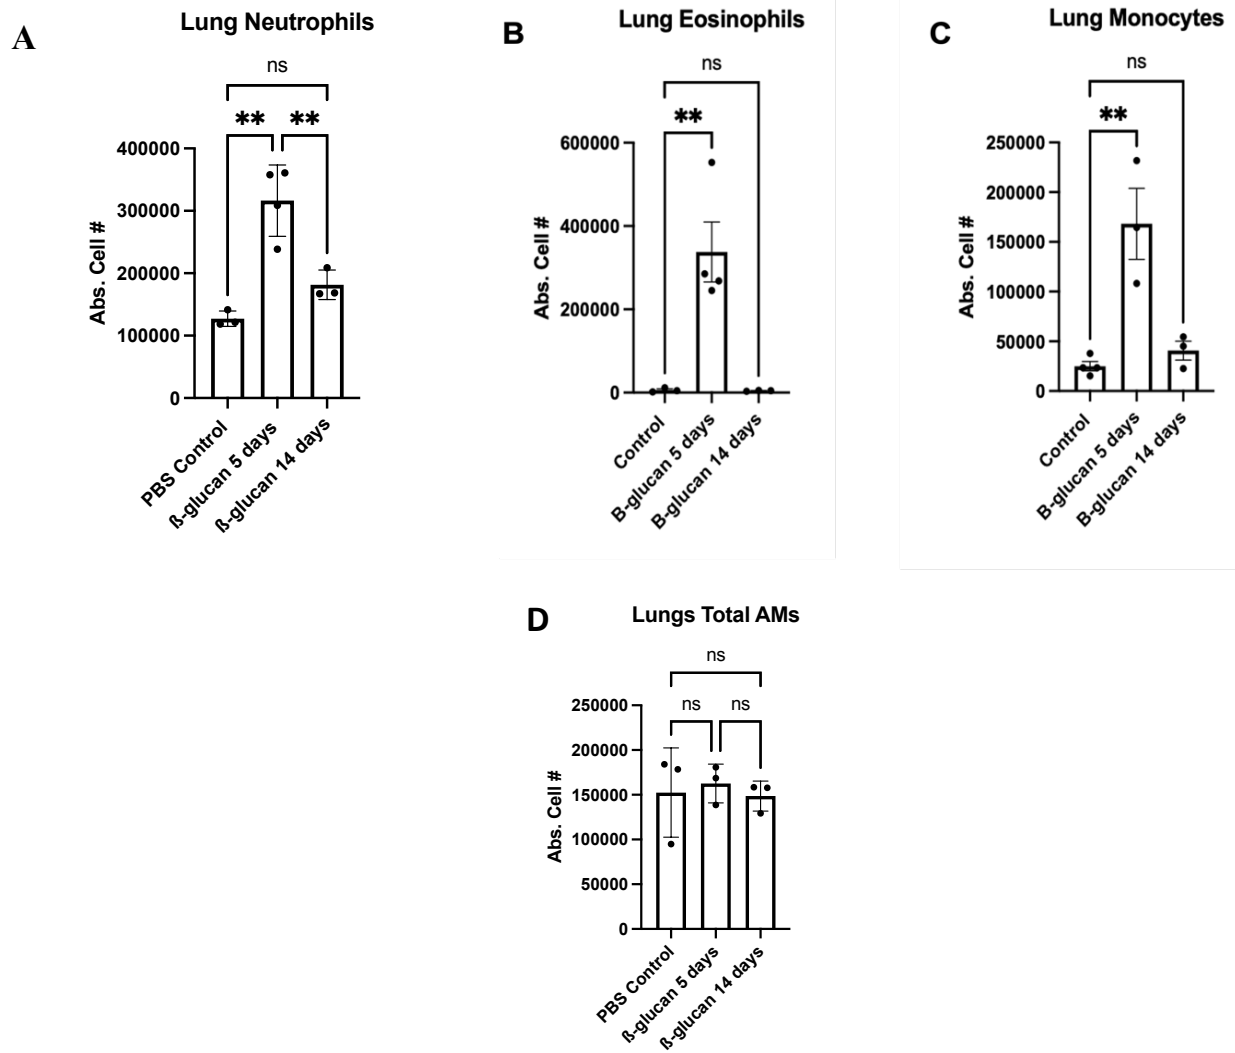 A
Lung Neutrophils
ns
** **
400000
300000
200000
100000
0
Abs. Cell #
PBS Control
ß-glucan 5 days
ß-glucan 14 days
B
Lung Eosinophils
ns
**
600000
400000
200000
0
Abs. Cell #
Control
B-glucan 5 days
B-glucan 14 days
C
Lung Monocytes
ns
**
250000
200000
150000
100000
50000
0
Abs. Cell #
Control
B-glucan 5 days
B-glucan 14 days
D
Lungs Total AMs
ns
ns ns
250000
200000
150000
100000
50000
0
Abs. Cell #
PBS Control
ß-glucan 5 days
ß-glucan 14 days